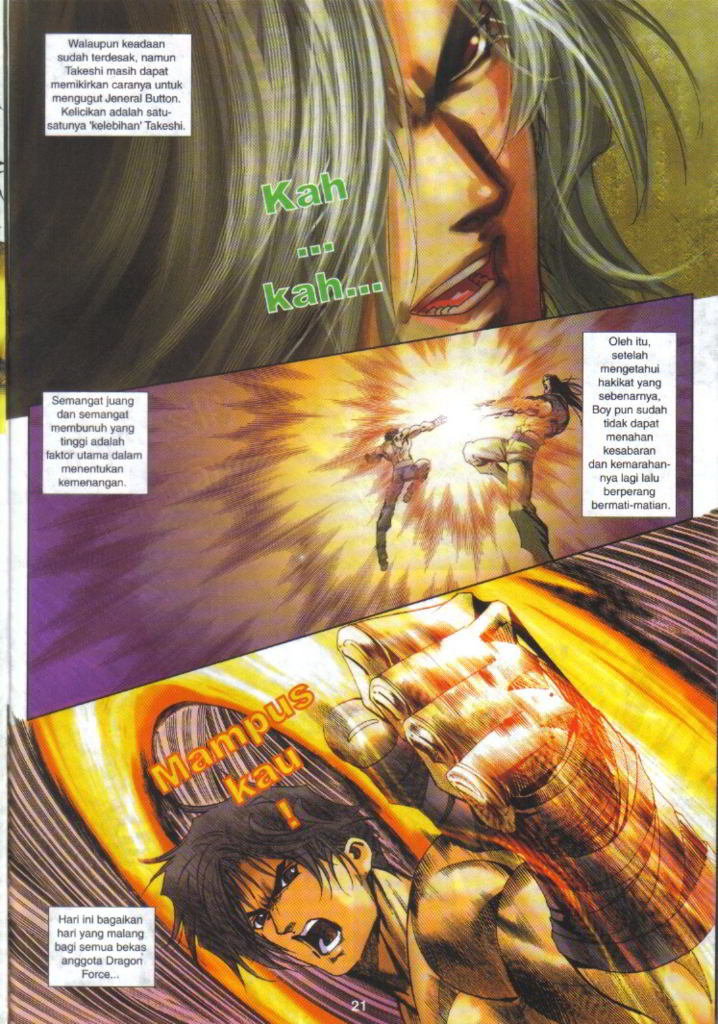 Walaupun keadaan
sudah terdesak, namun
Takeshi masih dapat
memikirkan caranya untuk
mengugut Jeneral Button.
Kelicikan adalah satu-
satunya 'kelebihan' Takeshi.
Kah
...
kah...
Oleh itu,
setelah
mengetahui
hakikat yang
sebenarnya,
Boy pun sudah
tidak dapat
menahan
kesabaran
dan kemarahan-
nya lagi lalu
berperang
bermati-matian.
Semangat juang
dan semangat
membunuh yang
tinggi adalah
faktor utama dalam
menentukan
kemenangan.
Mampus
kau
!
Hari ini bagaikan
hari yang malang
bagi semua bekas
anggota Dragon
Force...
21